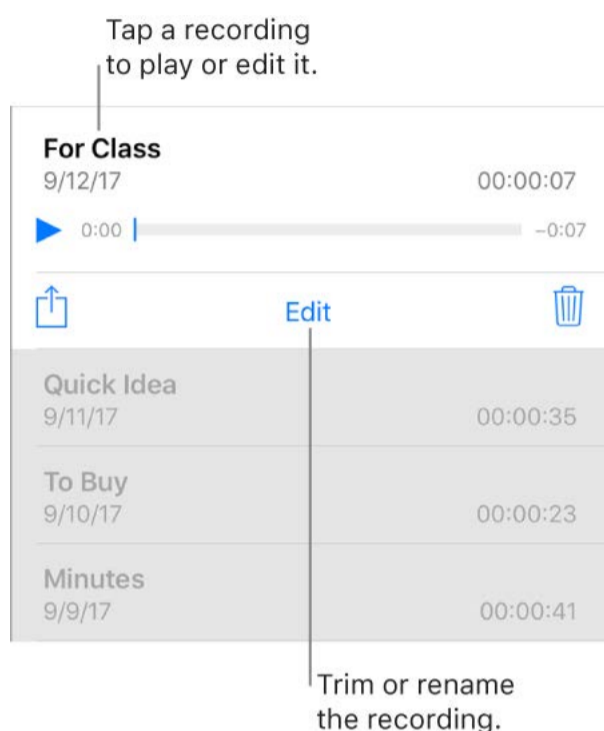 Tap a recording
to play or edit it.
For Class
9/12/17 00:00:07
0:00 −0:07
Edit
Quick Idea
9/11/17 00:00:35
To Buy
9/10/17 00:00:23
Minutes
9/9/17 00:00:41
Trim or rename
the recording.